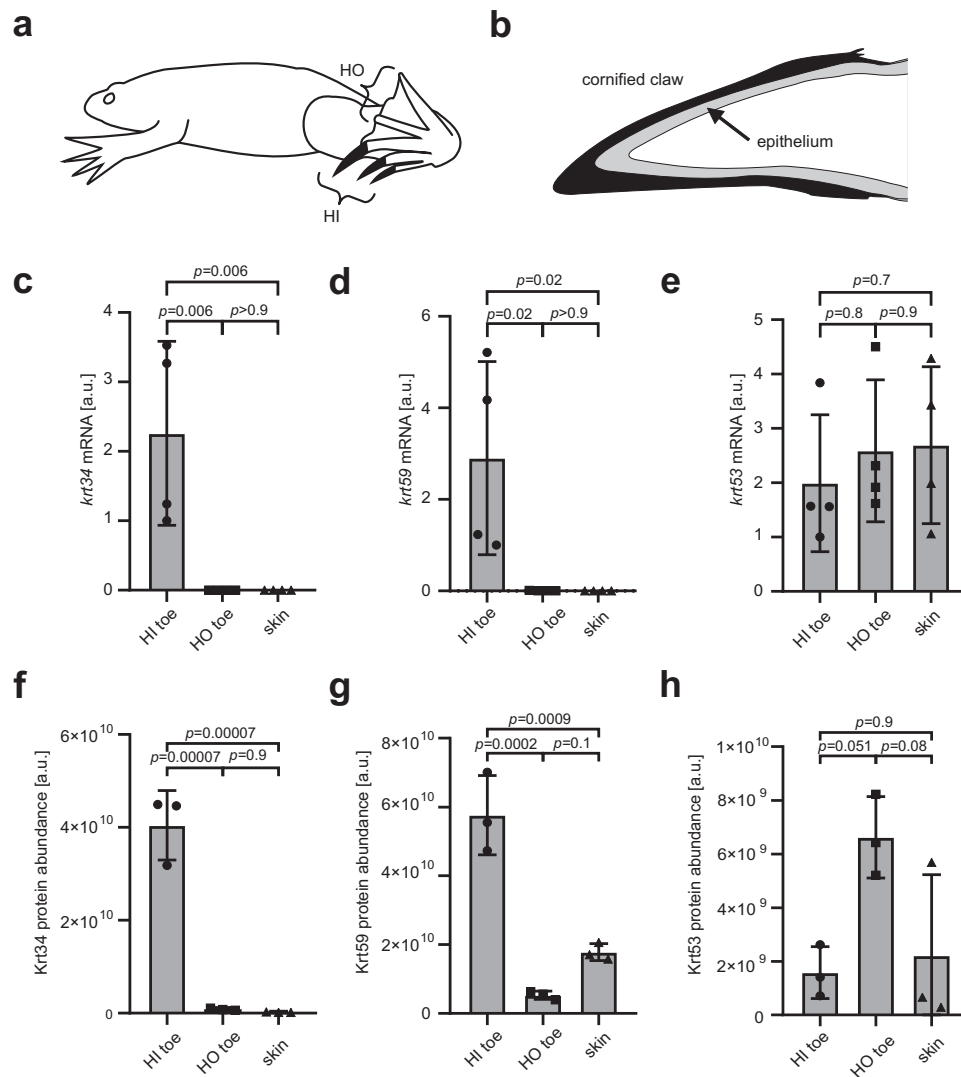 a
HO
HI
b
cornified claw
epithelium
c
p=0.006
p=0.006 p>0.9
krt34 mRNA [a.u.]
4
3
2
1
0
HI toe
HO toe
skin
d
p=0.02
p=0.02 p>0.9
krt59 mRNA [a.u.]
6
4
2
0
HI toe
HO toe
skin
e
p=0.7
p=0.8 p=0.9
krt53 mRNA [a.u.]
5
4
3
2
1
0
HI toe
HO toe
skin
f
p=0.00007
p=0.00007 p=0.9
Krt34 protein abundance [a.u.]
6×10¹⁰
4×10¹⁰
2×10¹⁰
0
HI toe
HO toe
skin
g
p=0.0009
p=0.0002 p=0.1
Krt59 protein abundance [a.u.]
8×10¹⁰
6×10¹⁰
4×10¹⁰
2×10¹⁰
0
HI toe
HO toe
skin
h
p=0.9
p=0.051 p=0.08
Krt53 protein abundance [a.u.]
1×10¹⁰
8×10⁹
6×10⁹
4×10⁹
2×10⁹
0
HI toe
HO toe
skin